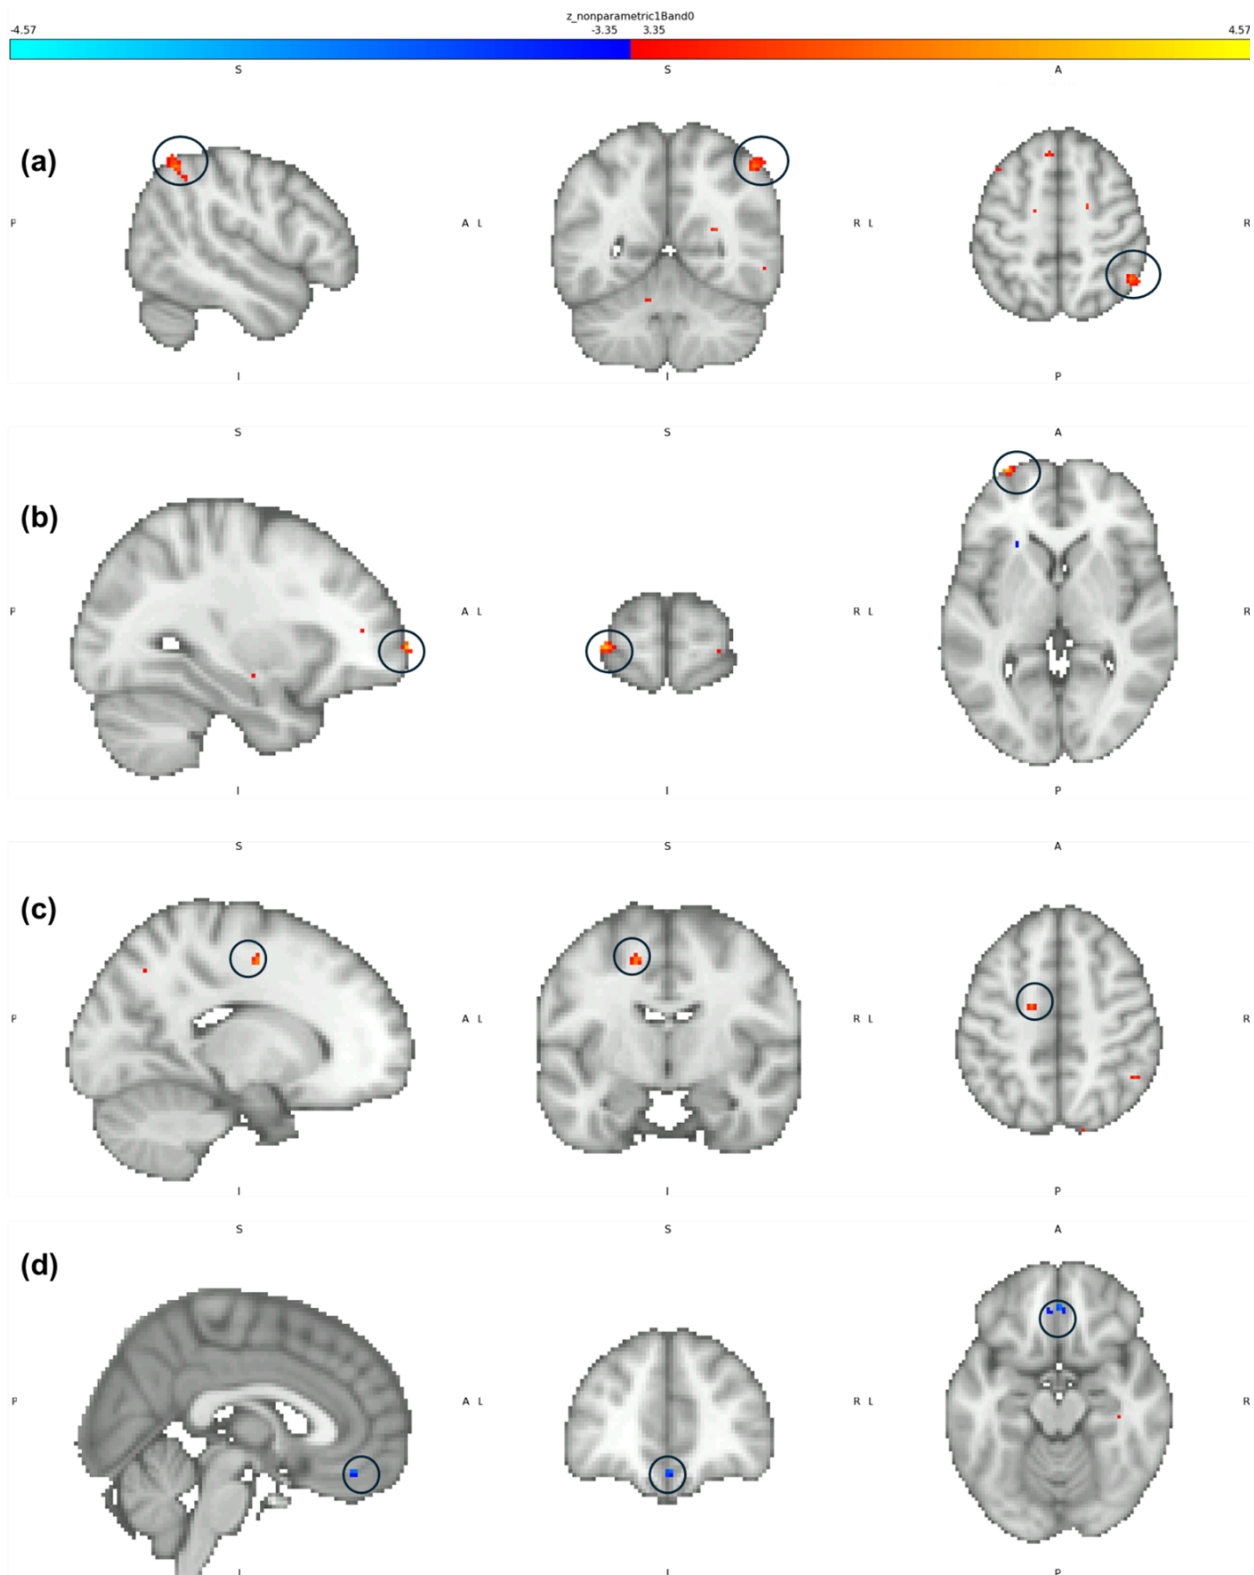 z_nonparametric1Band0
-4.57 -3.35 3.35 4.57
S S A
(a)
P A L R L R
I I P
S S A
(b)
P A L R L R
I I P
S S A
(c)
P A L R L R
I I P
S S A
(d)
P A L R L R
I I P